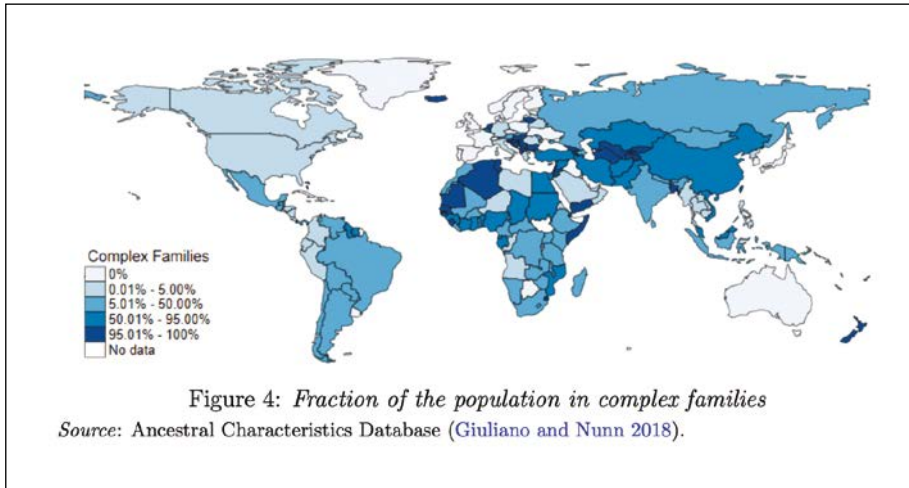 Complex Families
0%
0.01% - 5.00%
5.01% - 50.00%
50.01% - 95.00%
95.01% - 100%
No data
Figure 4: Fraction of the population in complex families
Source: Ancestral Characteristics Database (Giuliano and Nunn 2018).